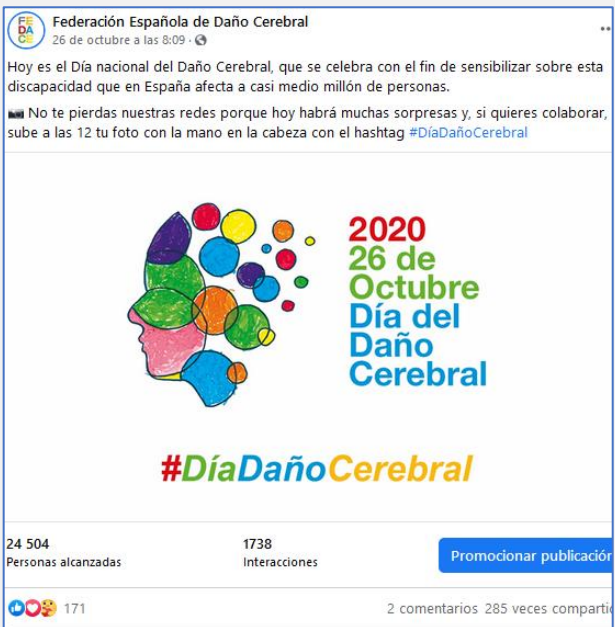 FE
DA
CE
Federación Española de Daño Cerebral
26 de octubre a las 8:09 ·
Hoy es el Día nacional del Daño Cerebral, que se celebra con el fin de sensibilizar sobre esta
discapacidad que en España afecta a casi medio millón de personas.
No te pierdas nuestras redes porque hoy habrá muchas sorpresas y, si quieres colaborar,
sube a las 12 tu foto con la mano en la cabeza con el hashtag #DíaDañoCerebral
2020
26 de
Octubre
Día del
Daño
Cerebral
#DíaDañoCerebral
24 504
Personas alcanzadas
1738
Interacciones
Promocionar publicación
171
2 comentarios 285 veces compartic